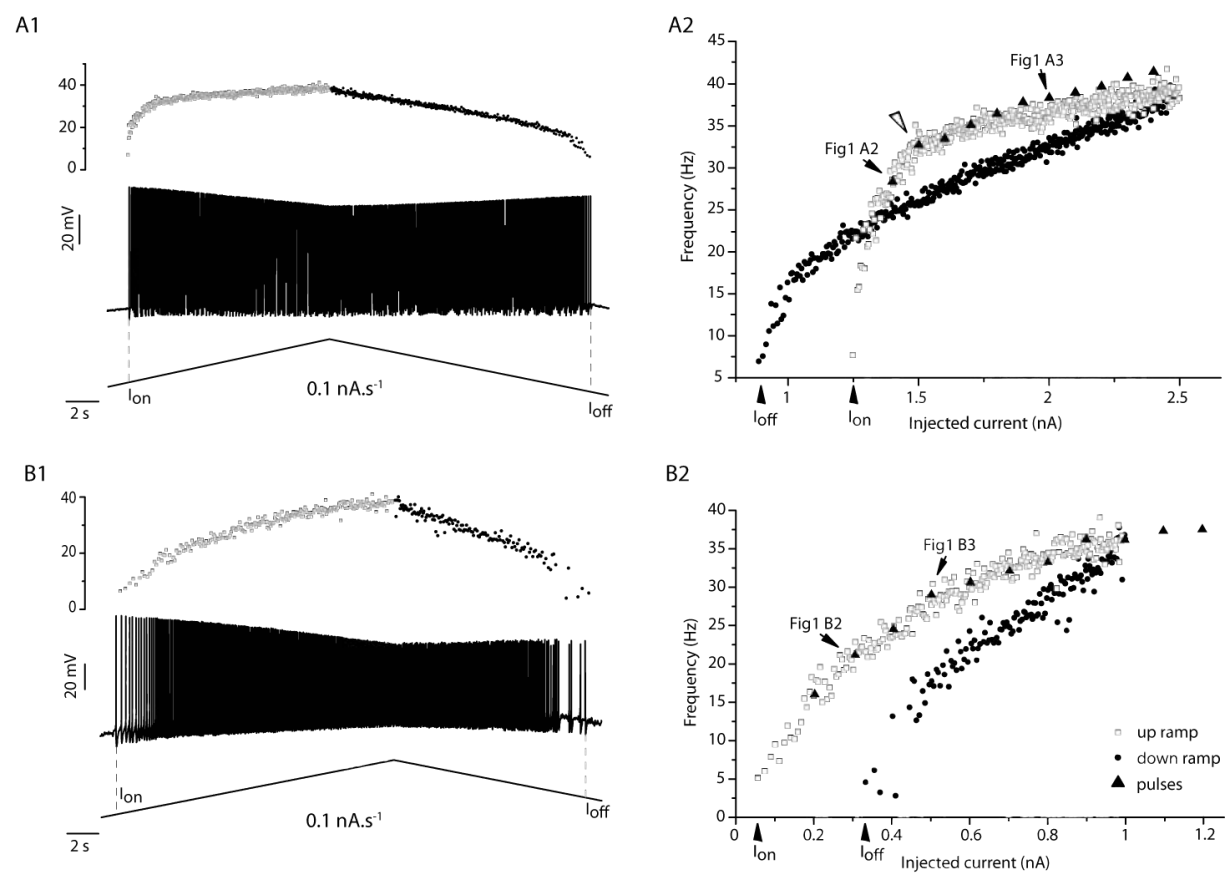 A1
40
20
0
20 mV
0.1 nA.s⁻¹
2 s
Ion
Ioff
A2
45
40
35
30
25
20
15
10
5
Frequency (Hz)
Fig1 A3
Fig1 A2
1
1.5
2
2.5
Ioff
Ion
Injected current (nA)
B1
40
20
0
20 mV
Ion
Ioff
0.1 nA.s⁻¹
2 s
B2
40
35
30
25
20
15
10
5
0
Frequency (Hz)
Fig1 B3
Fig1 B2
up ramp
down ramp
pulses
0
0.2
0.4
0.6
0.8
1
1.2
Ion
Ioff
Injected current (nA)